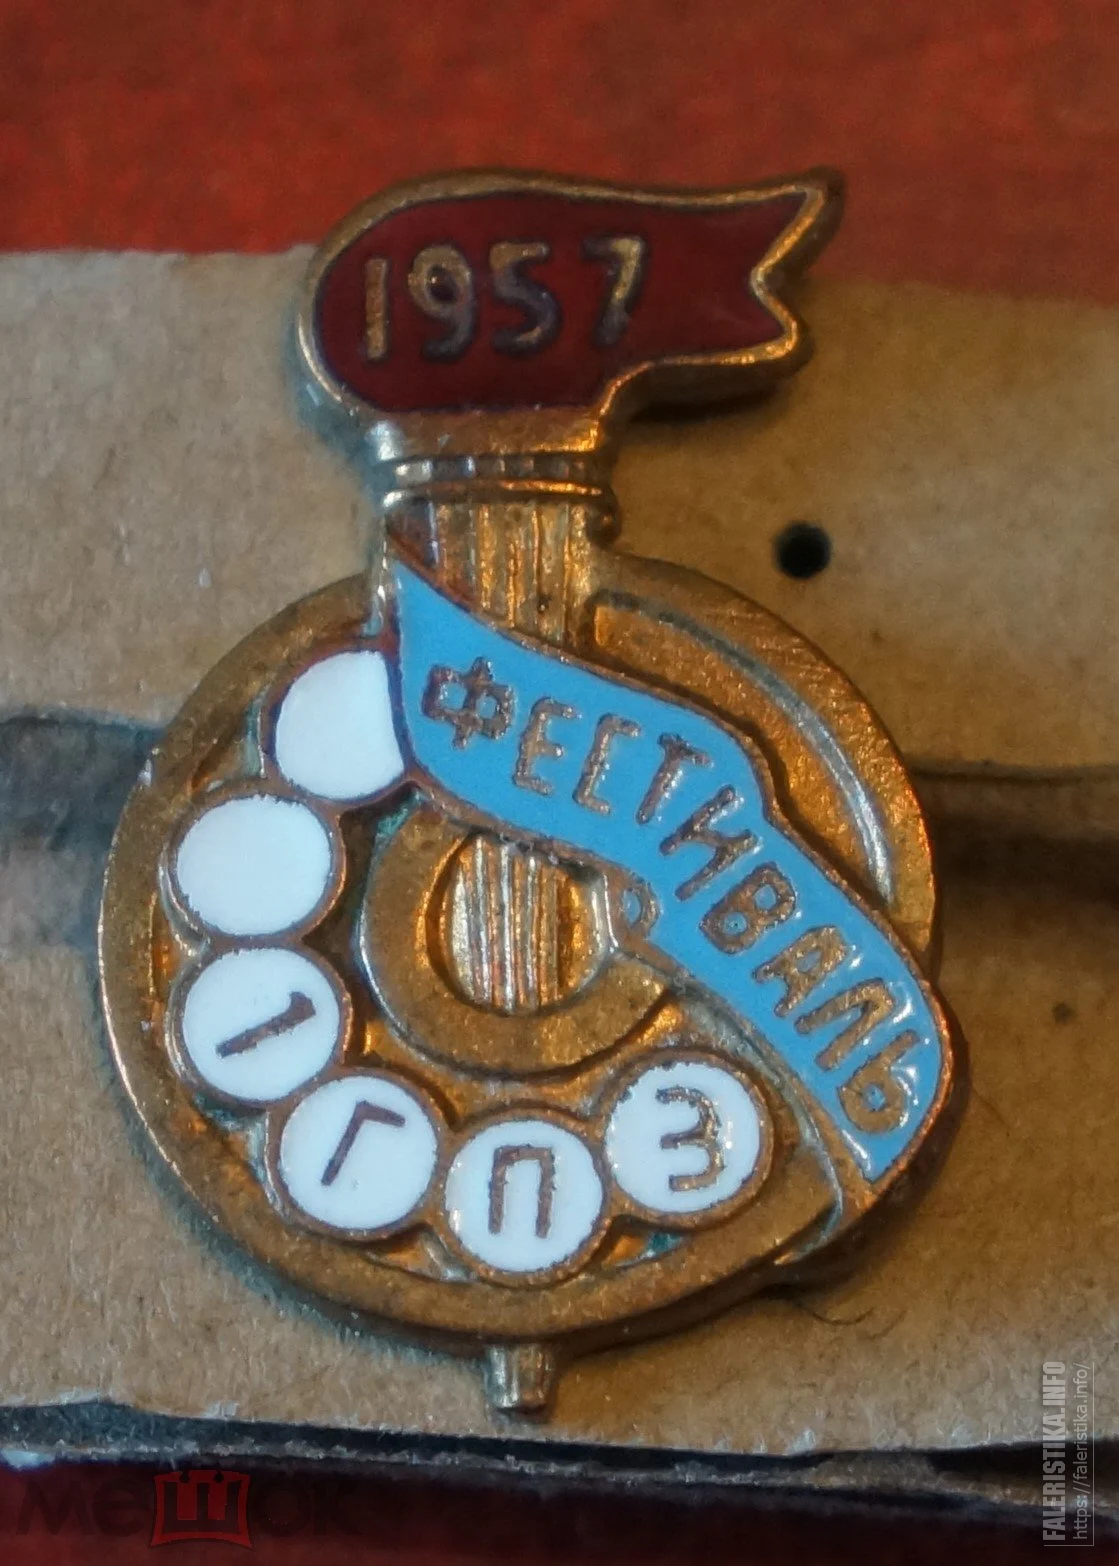 1957
ФЕСТИВАЛЬ
1 Г П З
FALERISTIKA.INFO
https://faleristika.info/
мешок